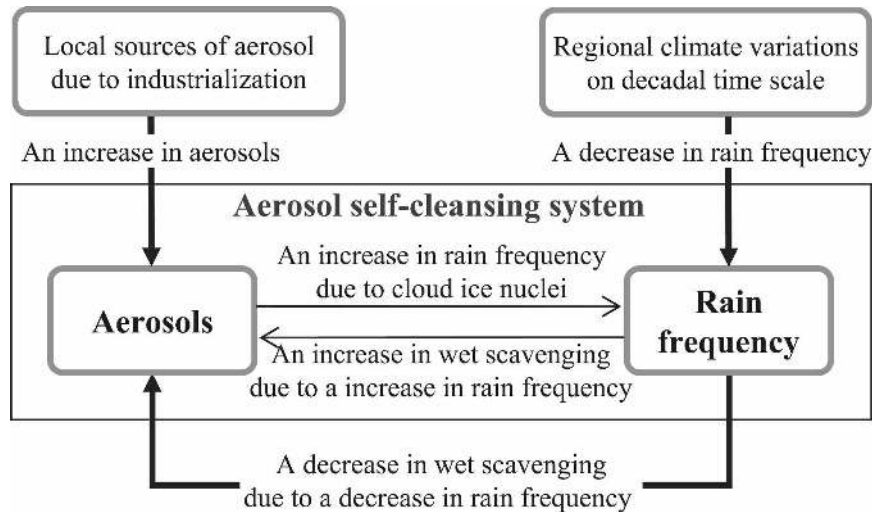 Local sources of aerosol
due to industrialization
Regional climate variations
on decadal time scale
An increase in aerosols
A decrease in rain frequency
Aerosol self-cleansing system
An increase in rain frequency
due to cloud ice nuclei
Aerosols
Rain
frequency
An increase in wet scavenging
due to a increase in rain frequency
A decrease in wet scavenging
due to a decrease in rain frequency